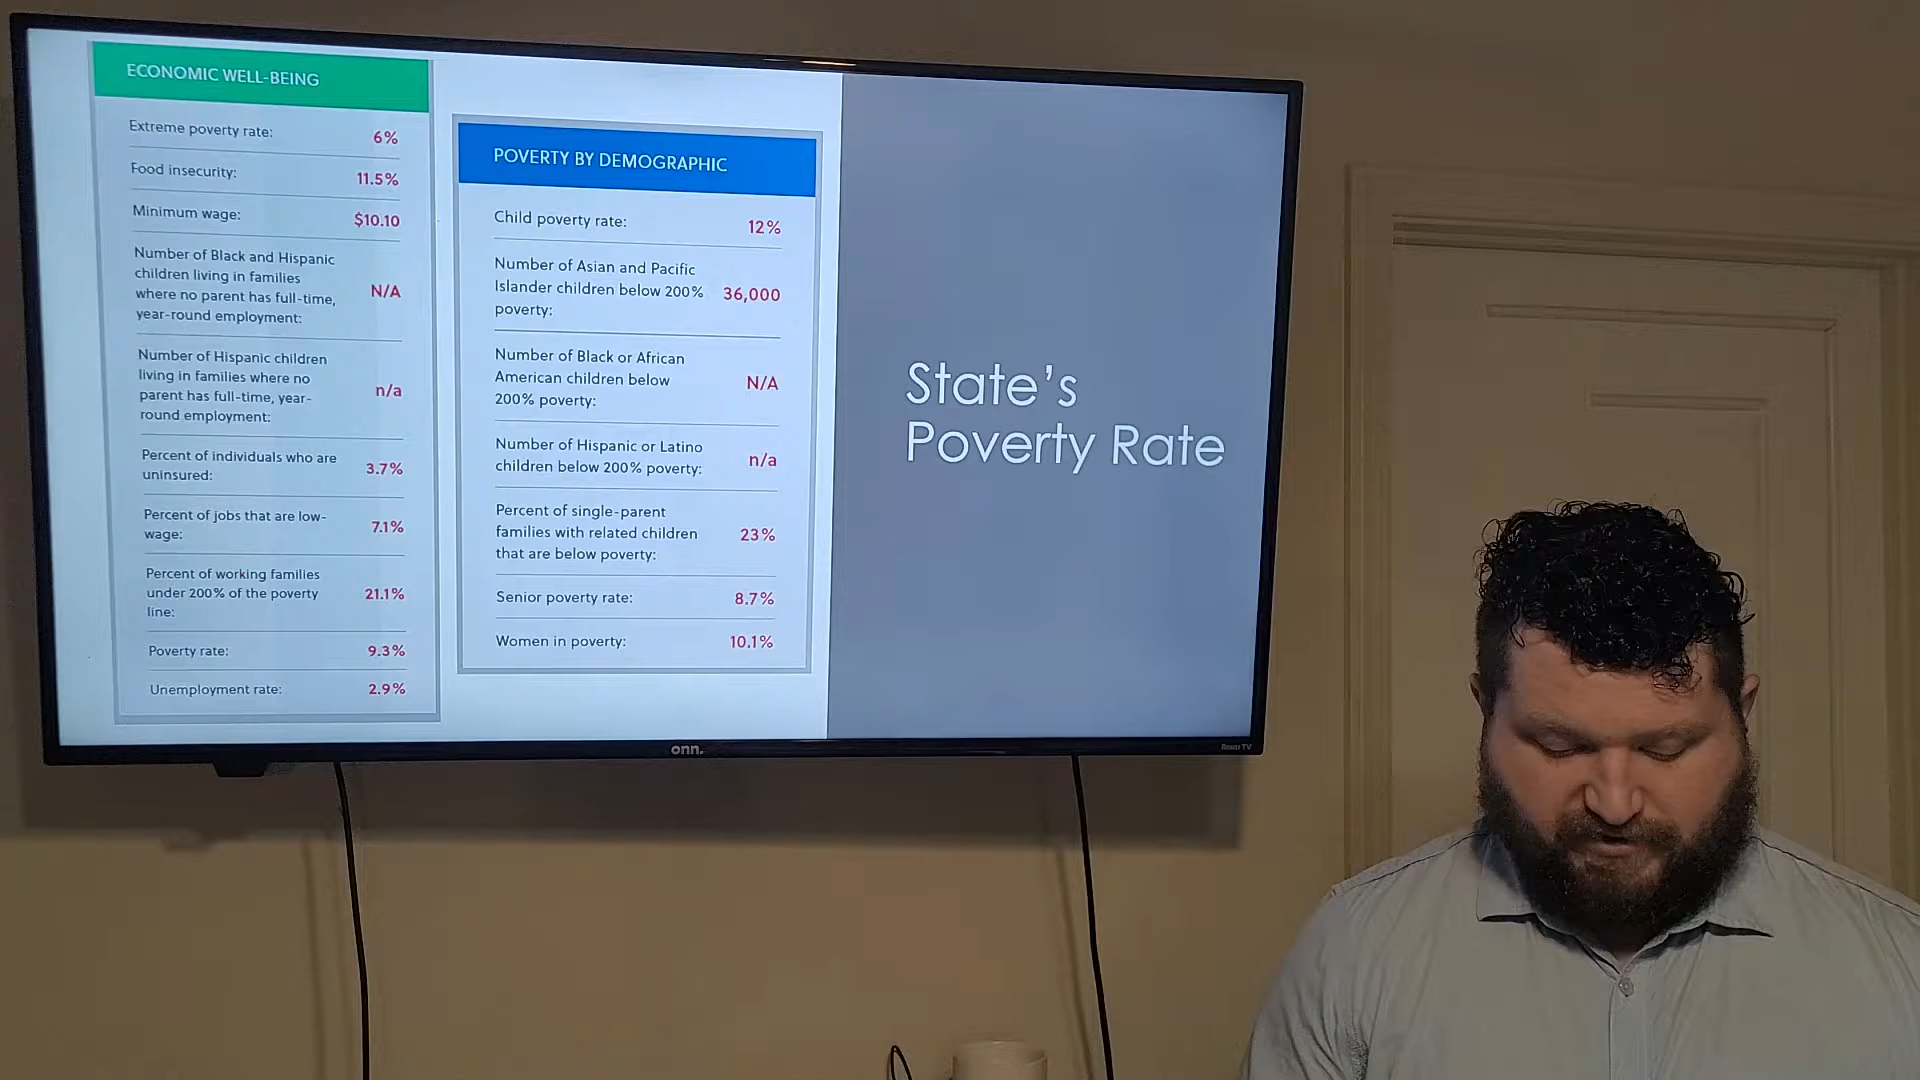 ECONOMIC WELL-BEING
Extreme poverty rate: 6%
Food insecurity: 11.5%
Minimum wage: $10.10
Number of Black and Hispanic
children living in families
where no parent has full-time,
year-round employment:
N/A
Number of Hispanic children
living in families where no
parent has full-time, year-
round employment:
n/a
Percent of individuals who are
uninsured:
3.7%
Percent of jobs that are low-
wage:
7.1%
Percent of working families
under 200% of the poverty
line:
21.1%
Poverty rate: 9.3%
Unemployment rate: 2.9%
POVERTY BY DEMOGRAPHIC
Child poverty rate: 12%
Number of Asian and Pacific
Islander children below 200%
poverty:
36,000
Number of Black or African
American children below
200% poverty:
N/A
Number of Hispanic or Latino
children below 200% poverty:
n/a
Percent of single-parent
families with related children
that are below poverty:
23%
Senior poverty rate: 8.7%
Women in poverty: 10.1%
State's
Poverty Rate
onn.
Roku TV